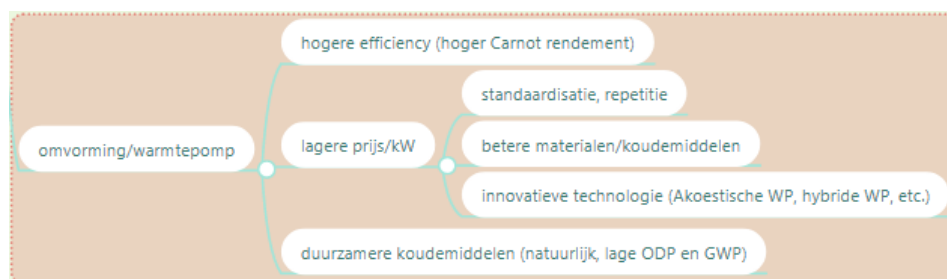 hogere efficiency (hoger Carnot rendement)
standaardisatie, repetitie
omvorming/warmtepomp
lagere prijs/kW
betere materialen/koudemiddelen
innovatieve technologie (Akoestische WP, hybride WP, etc.)
duurzamere koudemiddelen (natuurlijk, lage ODP en GWP)